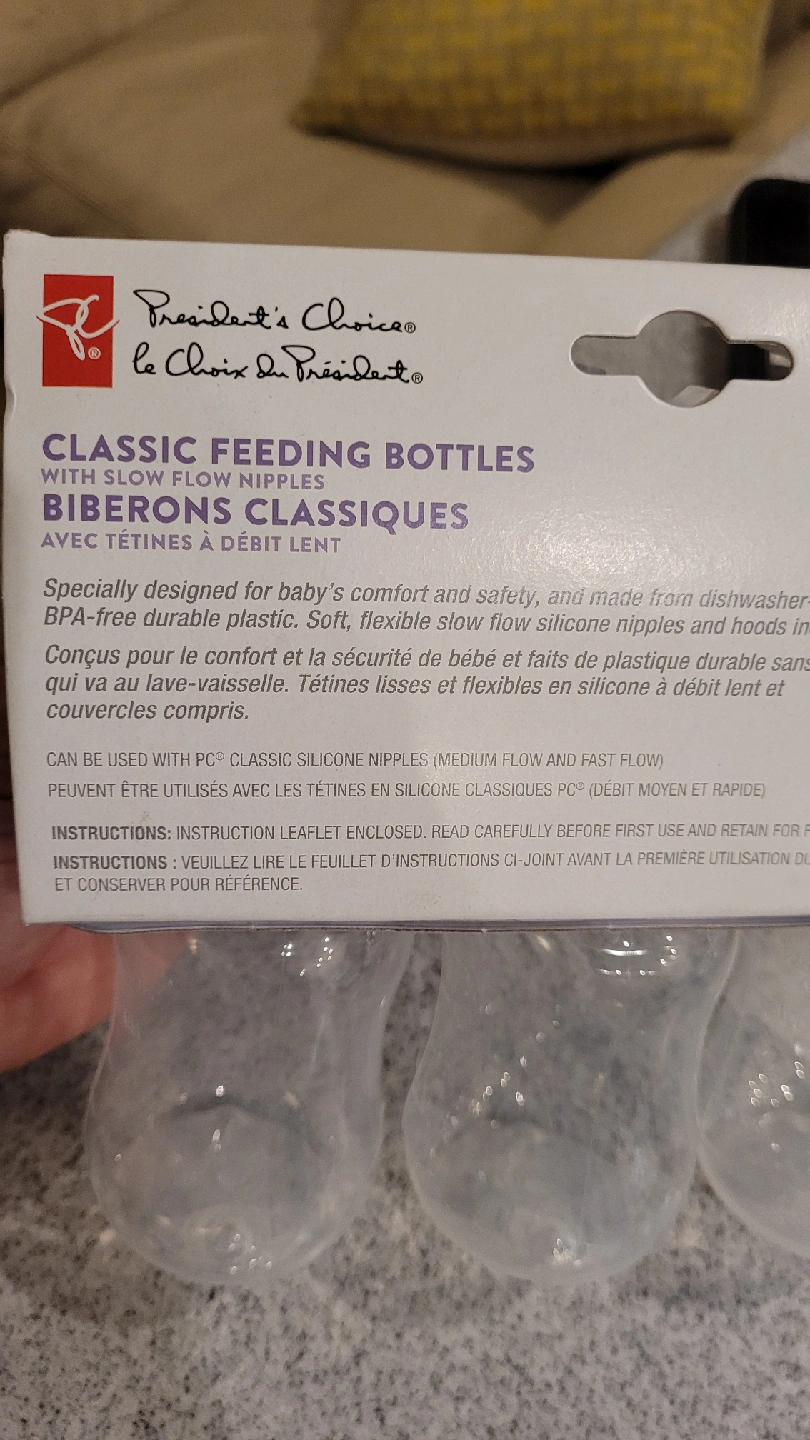 President's Choice®
le Choix du Président®
CLASSIC FEEDING BOTTLES
WITH SLOW FLOW NIPPLES
BIBERONS CLASSIQUES
AVEC TÉTINES À DÉBIT LENT
Specially designed for baby's comfort and safety, and made from dishwasher-
BPA-free durable plastic. Soft, flexible slow flow silicone nipples and hoods in
Conçus pour le confort et la sécurité de bébé et faits de plastique durable sans
qui va au lave-vaisselle. Tétines lisses et flexibles en silicone à débit lent et
couvercles compris.
CAN BE USED WITH PC® CLASSIC SILICONE NIPPLES (MEDIUM FLOW AND FAST FLOW)
PEUVENT ÊTRE UTILISÉS AVEC LES TÉTINES EN SILICONE CLASSIQUES PC® (DÉBIT MOYEN ET RAPIDE)
INSTRUCTIONS: INSTRUCTION LEAFLET ENCLOSED. READ CAREFULLY BEFORE FIRST USE AND RETAIN FOR
INSTRUCTIONS : VEUILLEZ LIRE LE FEUILLET D'INSTRUCTIONS CI-JOINT AVANT LA PREMIÈRE UTILISATION DU
ET CONSERVER POUR RÉFÉRENCE.